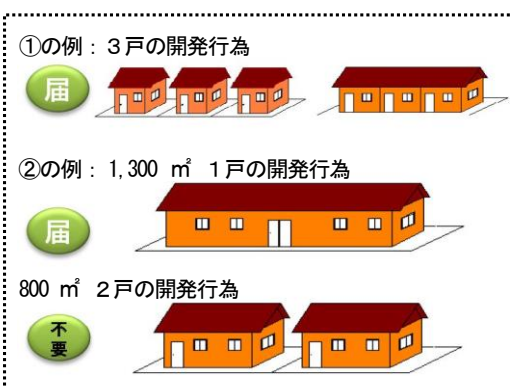 ①の例：３戸の開発行為
届
②の例：1,300 ㎡ １戸の開発行為
届
800 ㎡ ２戸の開発行為
不
要